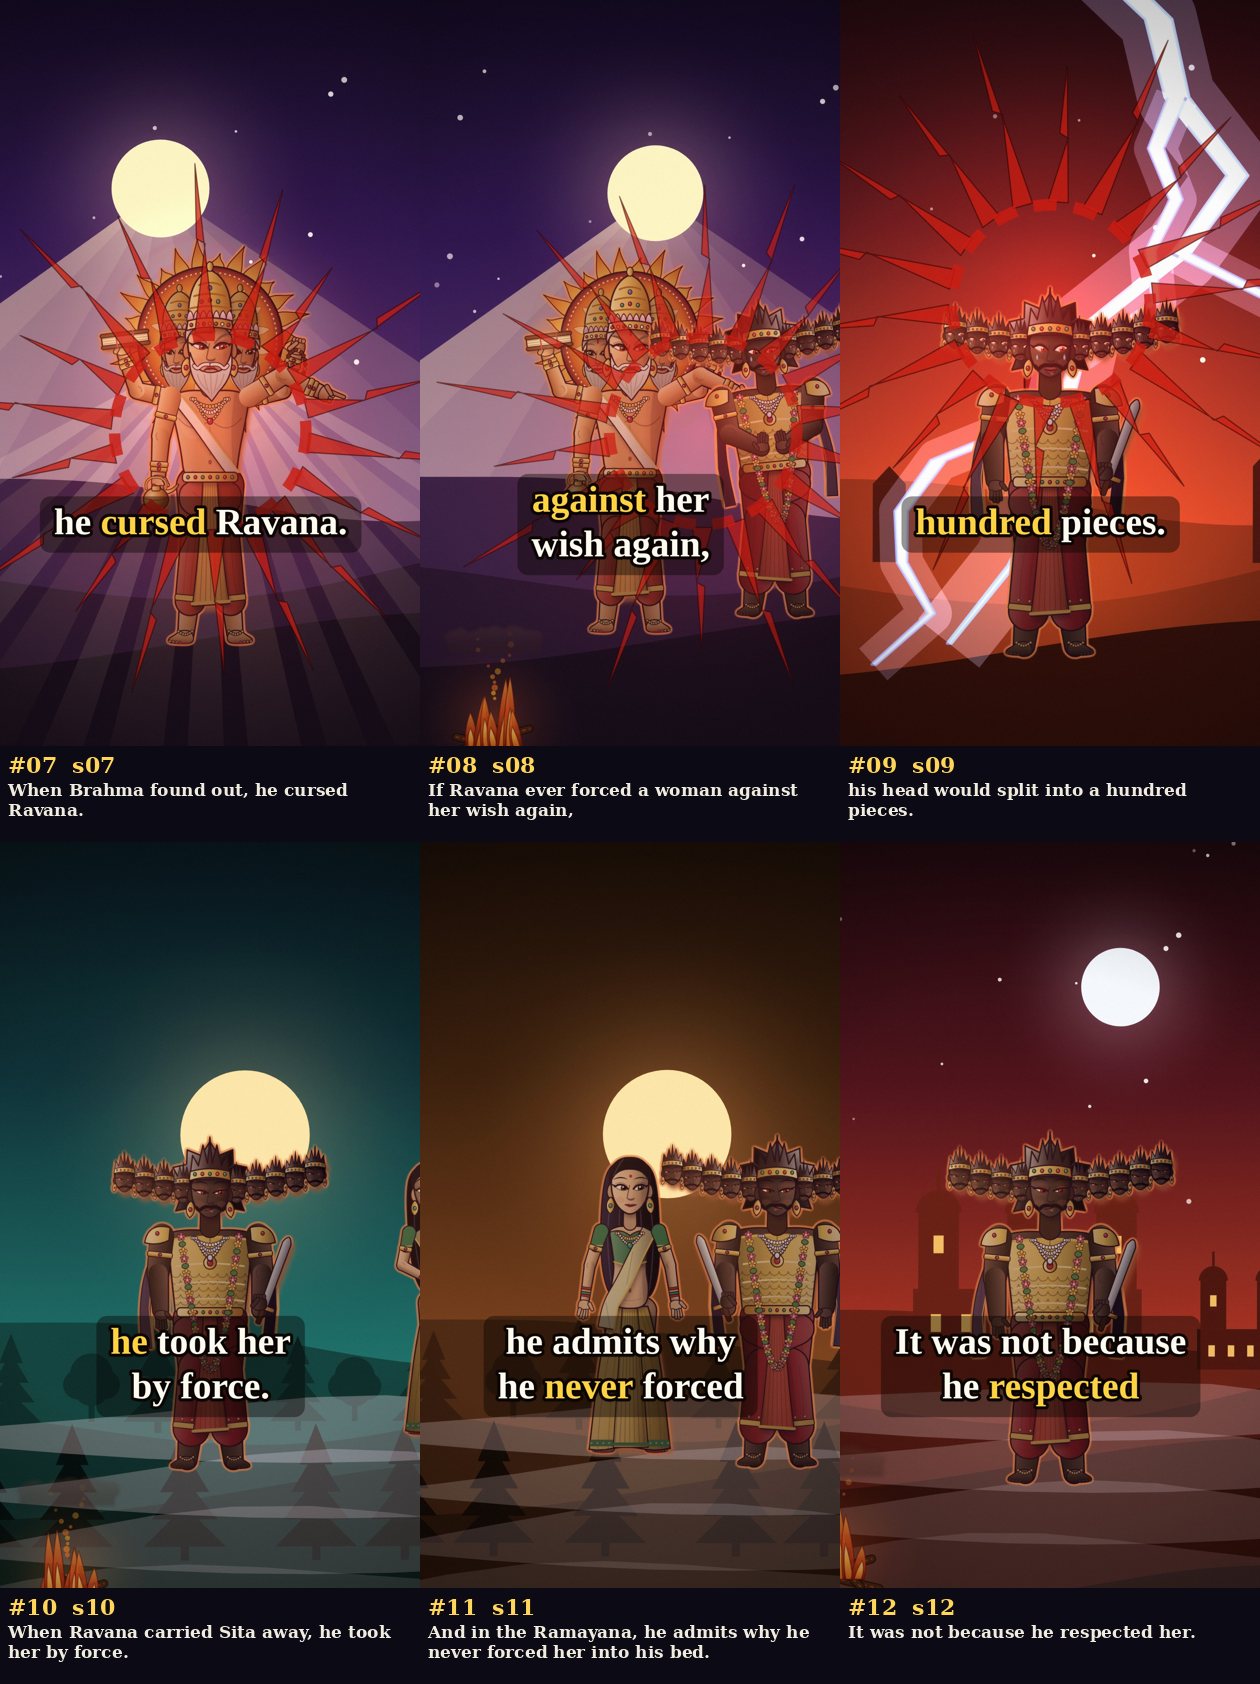 he cursed Ravana.
#07 s07
When Brahma found out, he cursed
Ravana.
against her
wish again,
#08 s08
If Ravana ever forced a woman against
her wish again,
hundred pieces.
#09 s09
his head would split into a hundred
pieces.
he took her
by force.
#10 s10
When Ravana carried Sita away, he took
her by force.
he admits why
he never forced
#11 s11
And in the Ramayana, he admits why he
never forced her into his bed.
It was not because
he respected
#12 s12
It was not because he respected her.